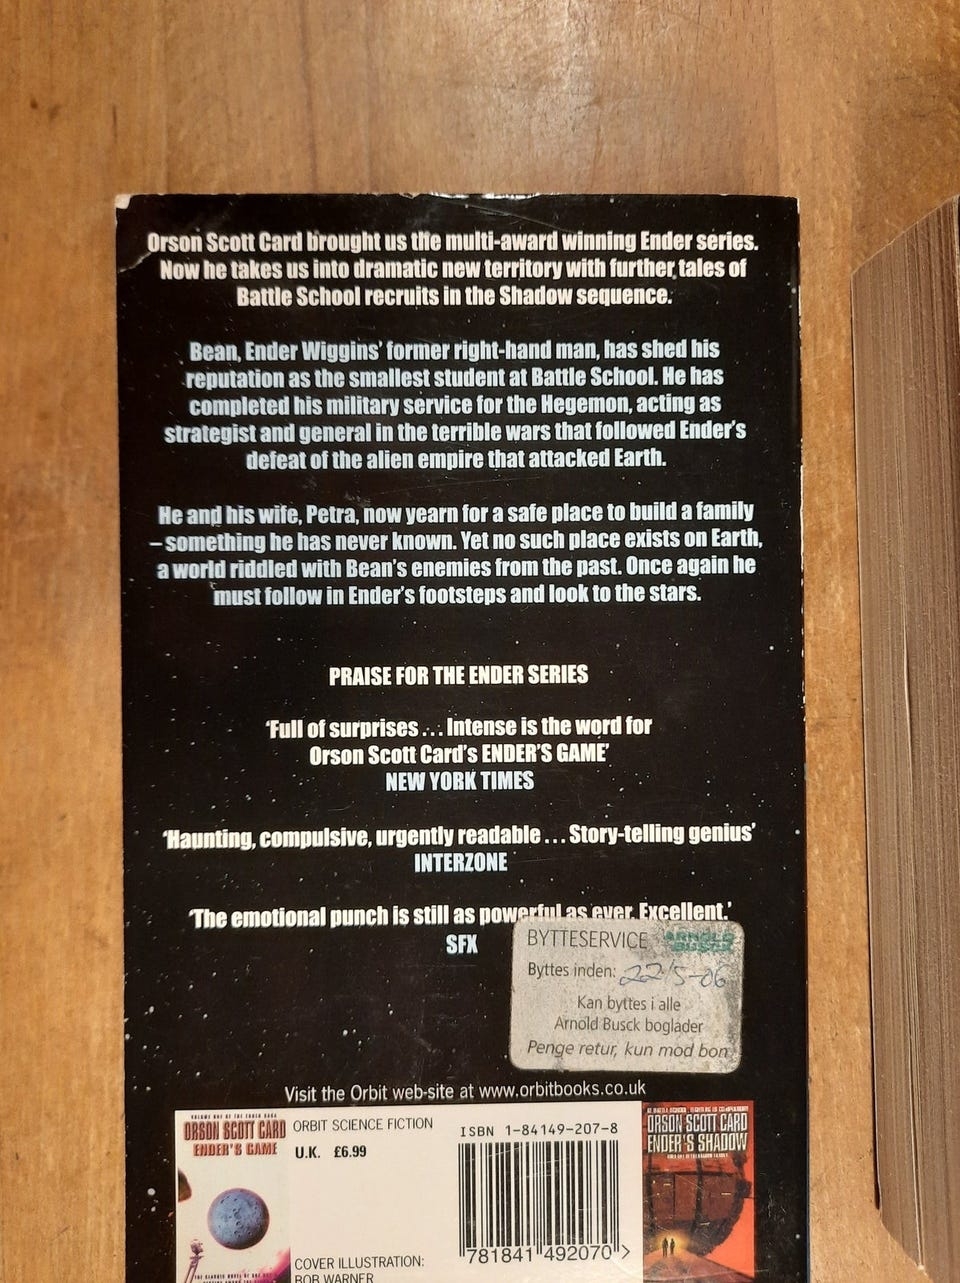 Orson Scott Card brought us the multi-award winning Ender series.
Now he takes us into dramatic new territory with further tales of
Battle School recruits in the Shadow sequence.
Bean, Ender Wiggins' former right-hand man, has shed his
reputation as the smallest student at Battle School. He has
completed his military service for the Hegemon, acting as
strategist and general in the terrible wars that followed Ender's
defeat of the alien empire that attacked Earth.
He and his wife, Petra, now yearn for a safe place to build a family
– something he has never known. Yet no such place exists on Earth,
a world riddled with Bean's enemies from the past. Once again he
must follow in Ender's footsteps and look to the stars.
PRAISE FOR THE ENDER SERIES
'Full of surprises ... Intense is the word for
Orson Scott Card's ENDER'S GAME'
NEW YORK TIMES
'Haunting, compulsive, urgently readable ... Story-telling genius'
INTERZONE
'The emotional punch is still as powerful as ever. Excellent.'
SFX
BYTTESERVICE ARNOLD BUSCK
Byttes inden: 22/5-06
Kan byttes i alle
Arnold Busck boglader
Penge retur, kun mod bon
Visit the Orbit web-site at www.orbitbooks.co.uk
VOLUME ONE OF THE ENDER SAGA
ORSON SCOTT CARD
ENDER'S GAME
ORBIT SCIENCE FICTION
U.K. £6.99
COVER ILLUSTRATION:
BOB WARNER
ISBN 1-84149-207-8
781841 492070 >
ORSON SCOTT CARD
ENDER'S SHADOW